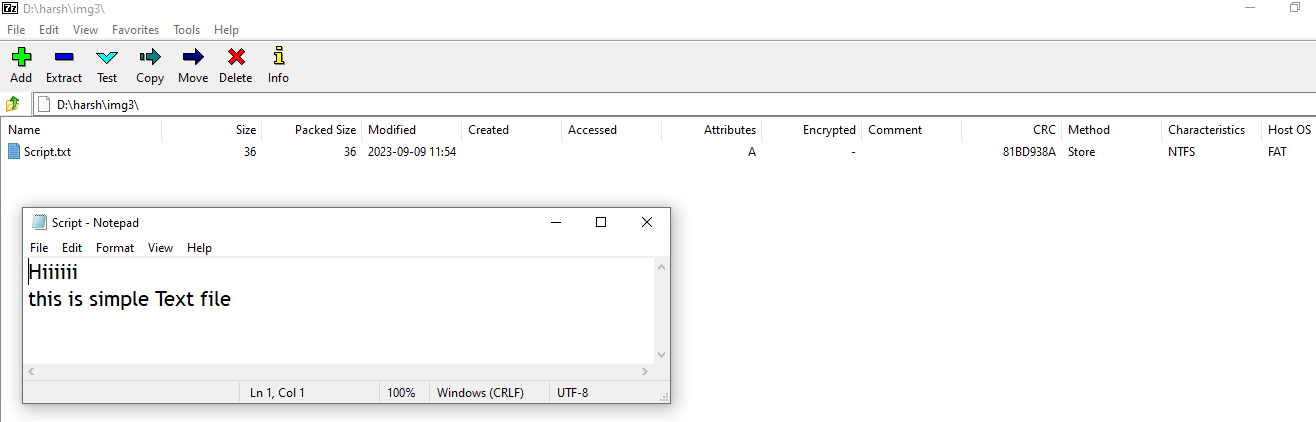 7z D:\harsh\img3\
File Edit View Favorites Tools Help
Add Extract Test Copy Move Delete Info
D:\harsh\img3\
Name Size Packed Size Modified Created Accessed Attributes Encrypted Comment CRC Method Characteristics Host OS
Script.txt 36 36 2023-09-09 11:54 A - 81BD938A Store NTFS FAT
Script - Notepad
File Edit Format View Help
Hiiiiii
this is simple Text file
Ln 1, Col 1 100% Windows (CRLF) UTF-8